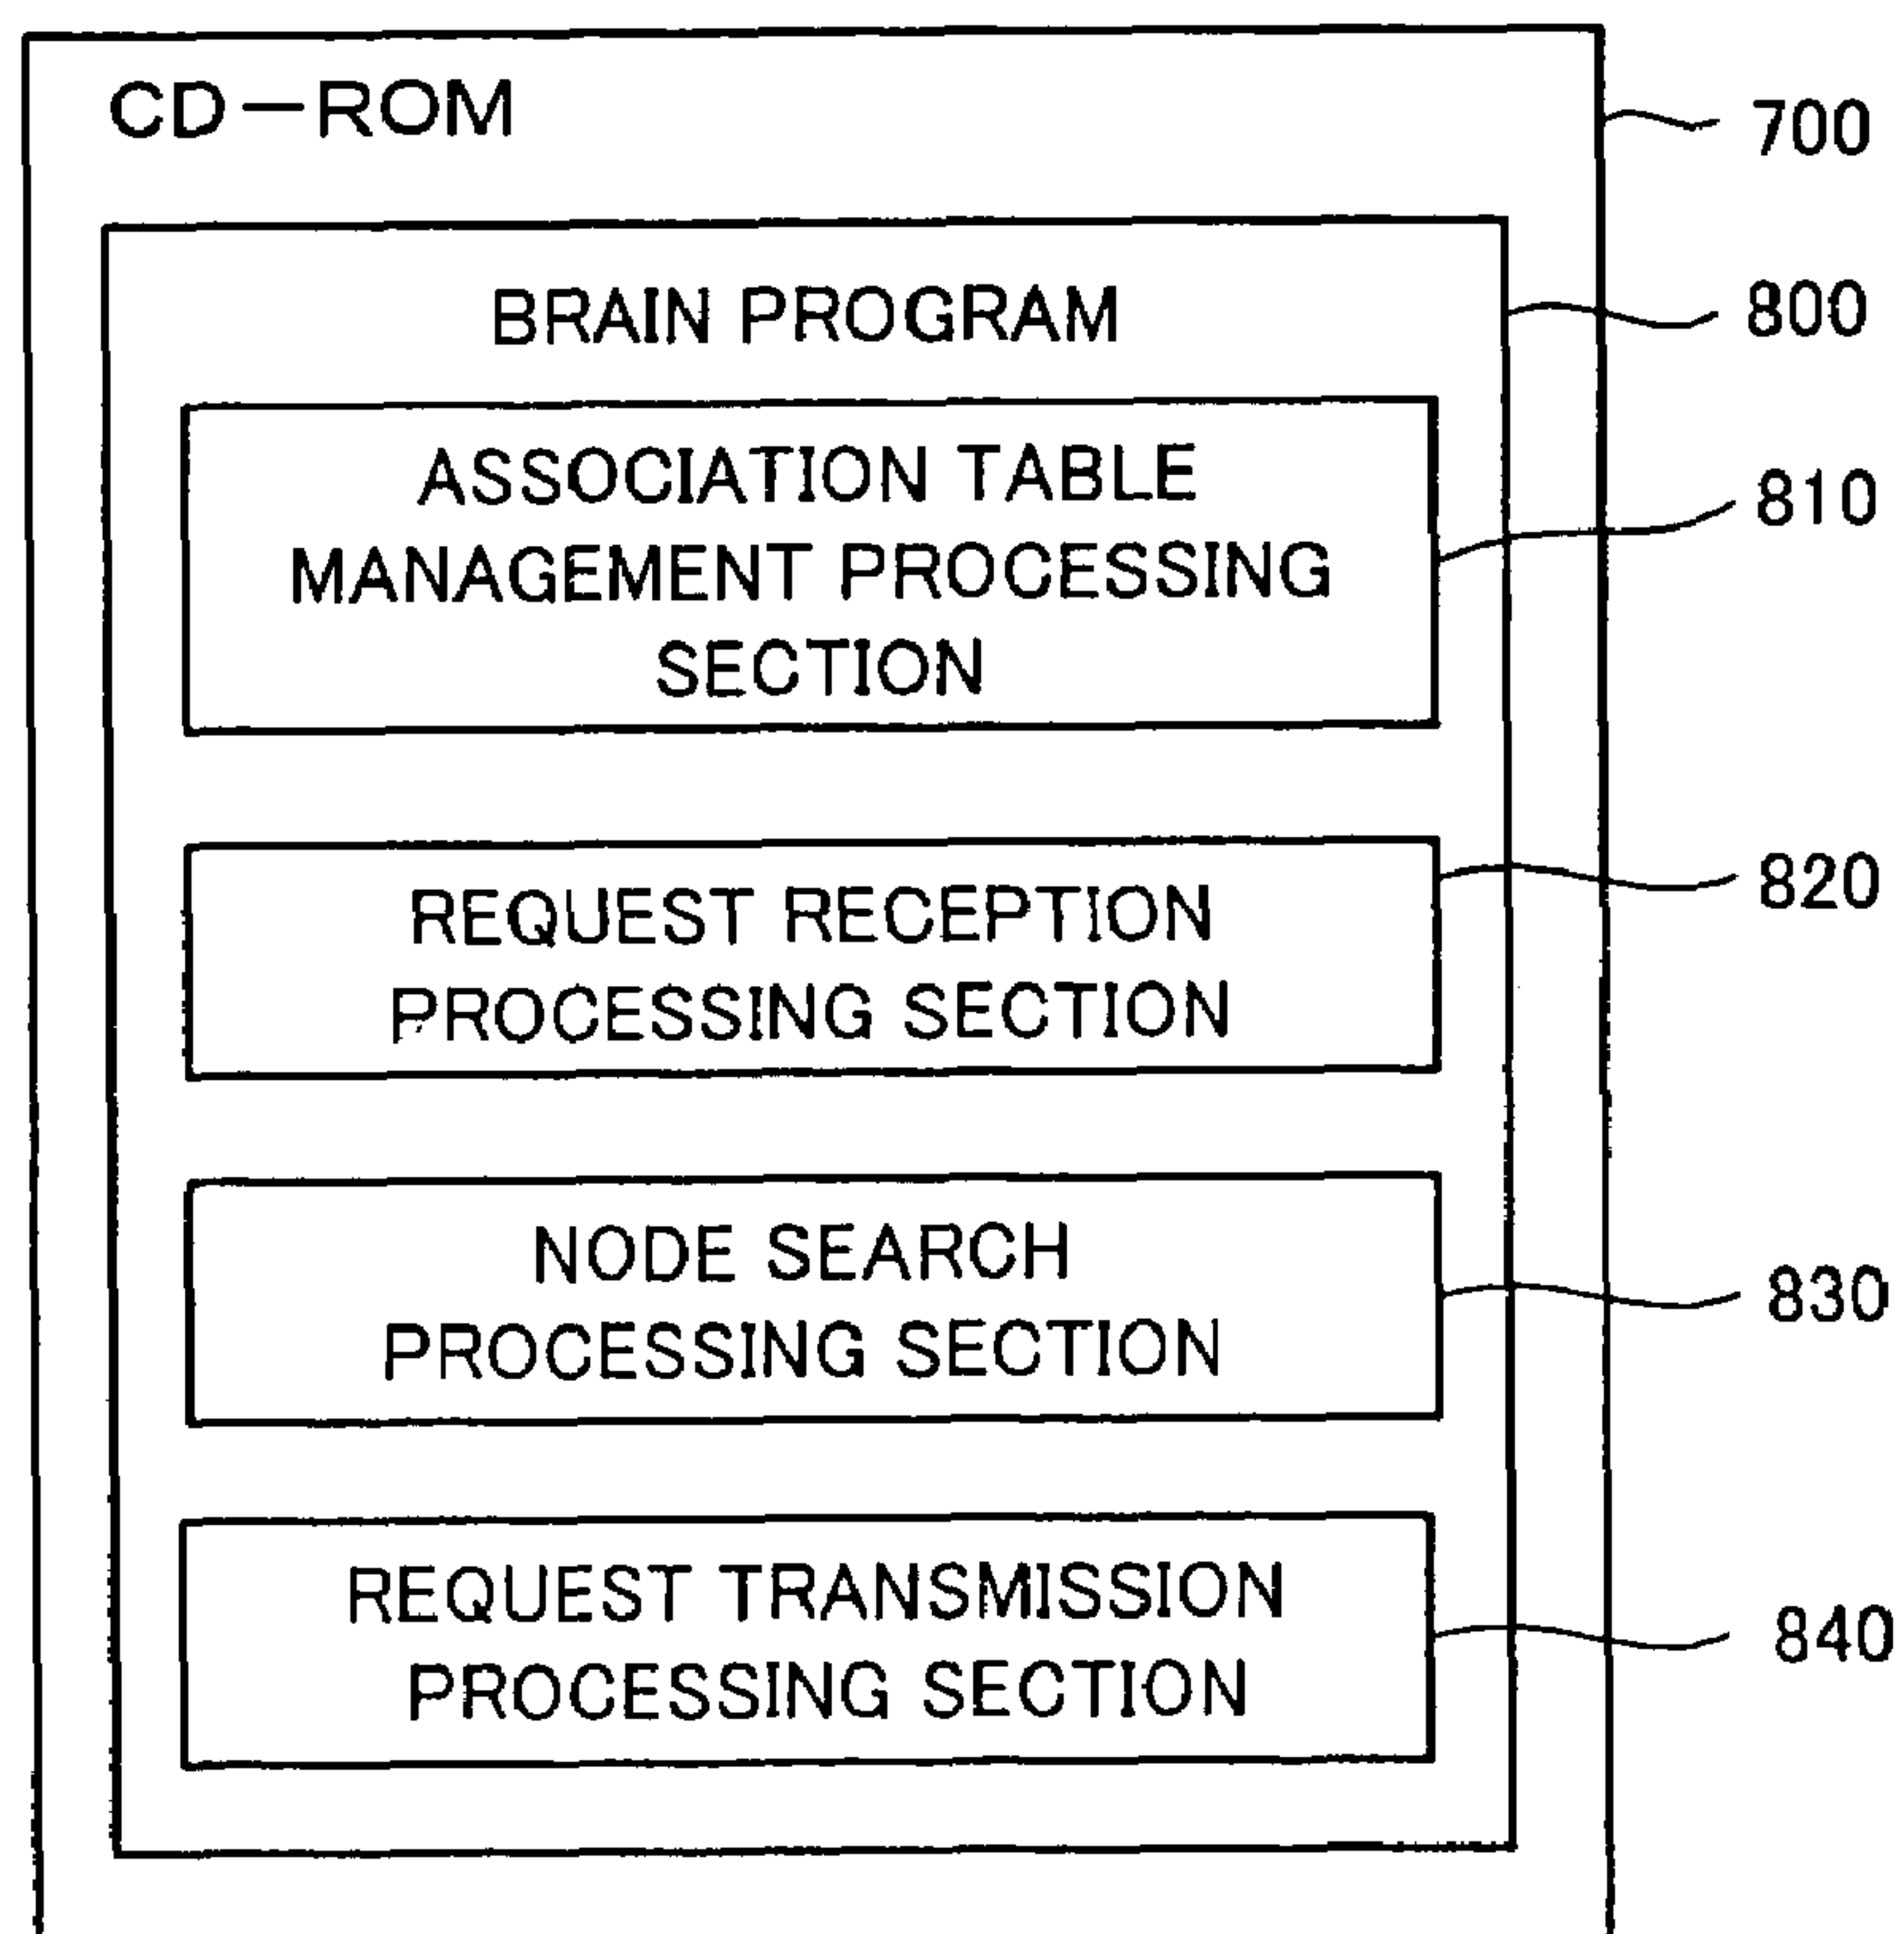 CD-ROM
700
BRAIN PROGRAM
800
ASSOCIATION TABLE
MANAGEMENT PROCESSING
SECTION
810
REQUEST RECEPTION
PROCESSING SECTION
820
NODE SEARCH
PROCESSING SECTION
830
REQUEST TRANSMISSION
PROCESSING SECTION
840